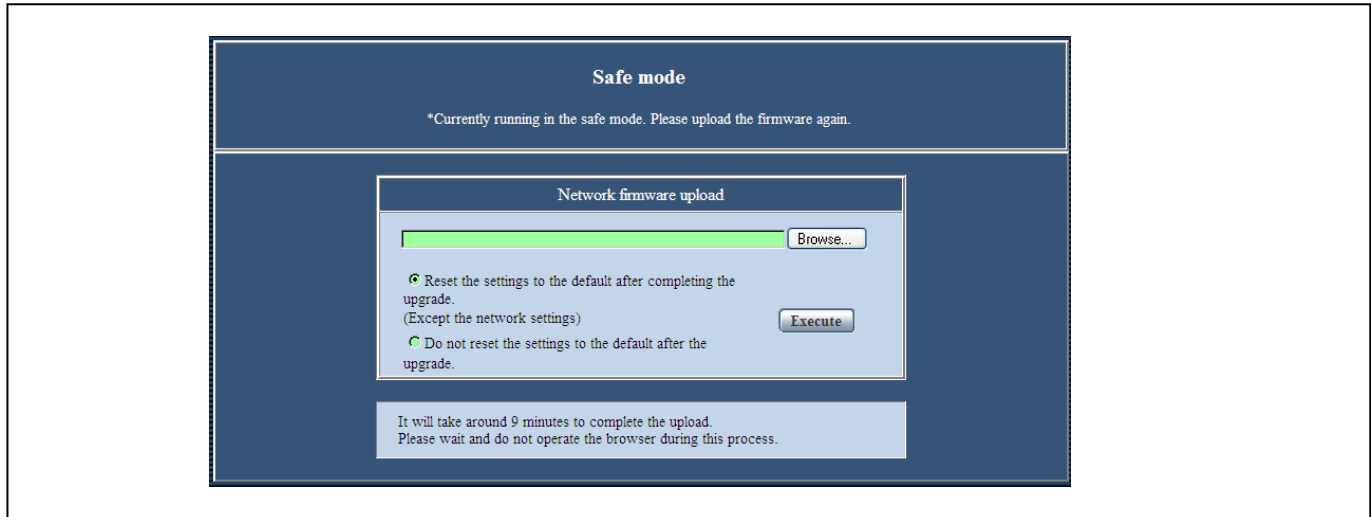 Safe mode
*Currently running in the safe mode. Please upload the firmware again.
Network firmware upload
Browse...
Reset the settings to the default after completing the
upgrade.
(Except the network settings)
Execute
Do not reset the settings to the default after the
upgrade.
It will take around 9 minutes to complete the upload.
Please wait and do not operate the browser during this process.